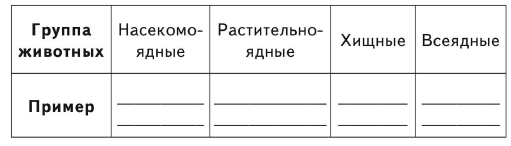 Группа животных
Насекомо-
ядные
Растительно-
ядные
Хищные
Всеядные
Пример